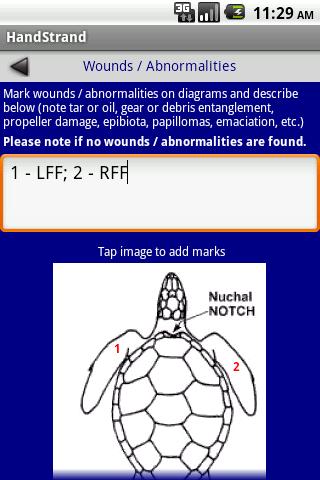 3G 11:29 AM
HandStrand
Wounds / Abnormalities
Mark wounds / abnormalities on diagrams and describe
below (note tar or oil, gear or debris entanglement,
propeller damage, epibiota, papillomas, emaciation, etc.)
Please note if no wounds / abnormalities are found.
1 - LFF; 2 - RFF
Tap image to add marks
Nuchal
NOTCH
1
2